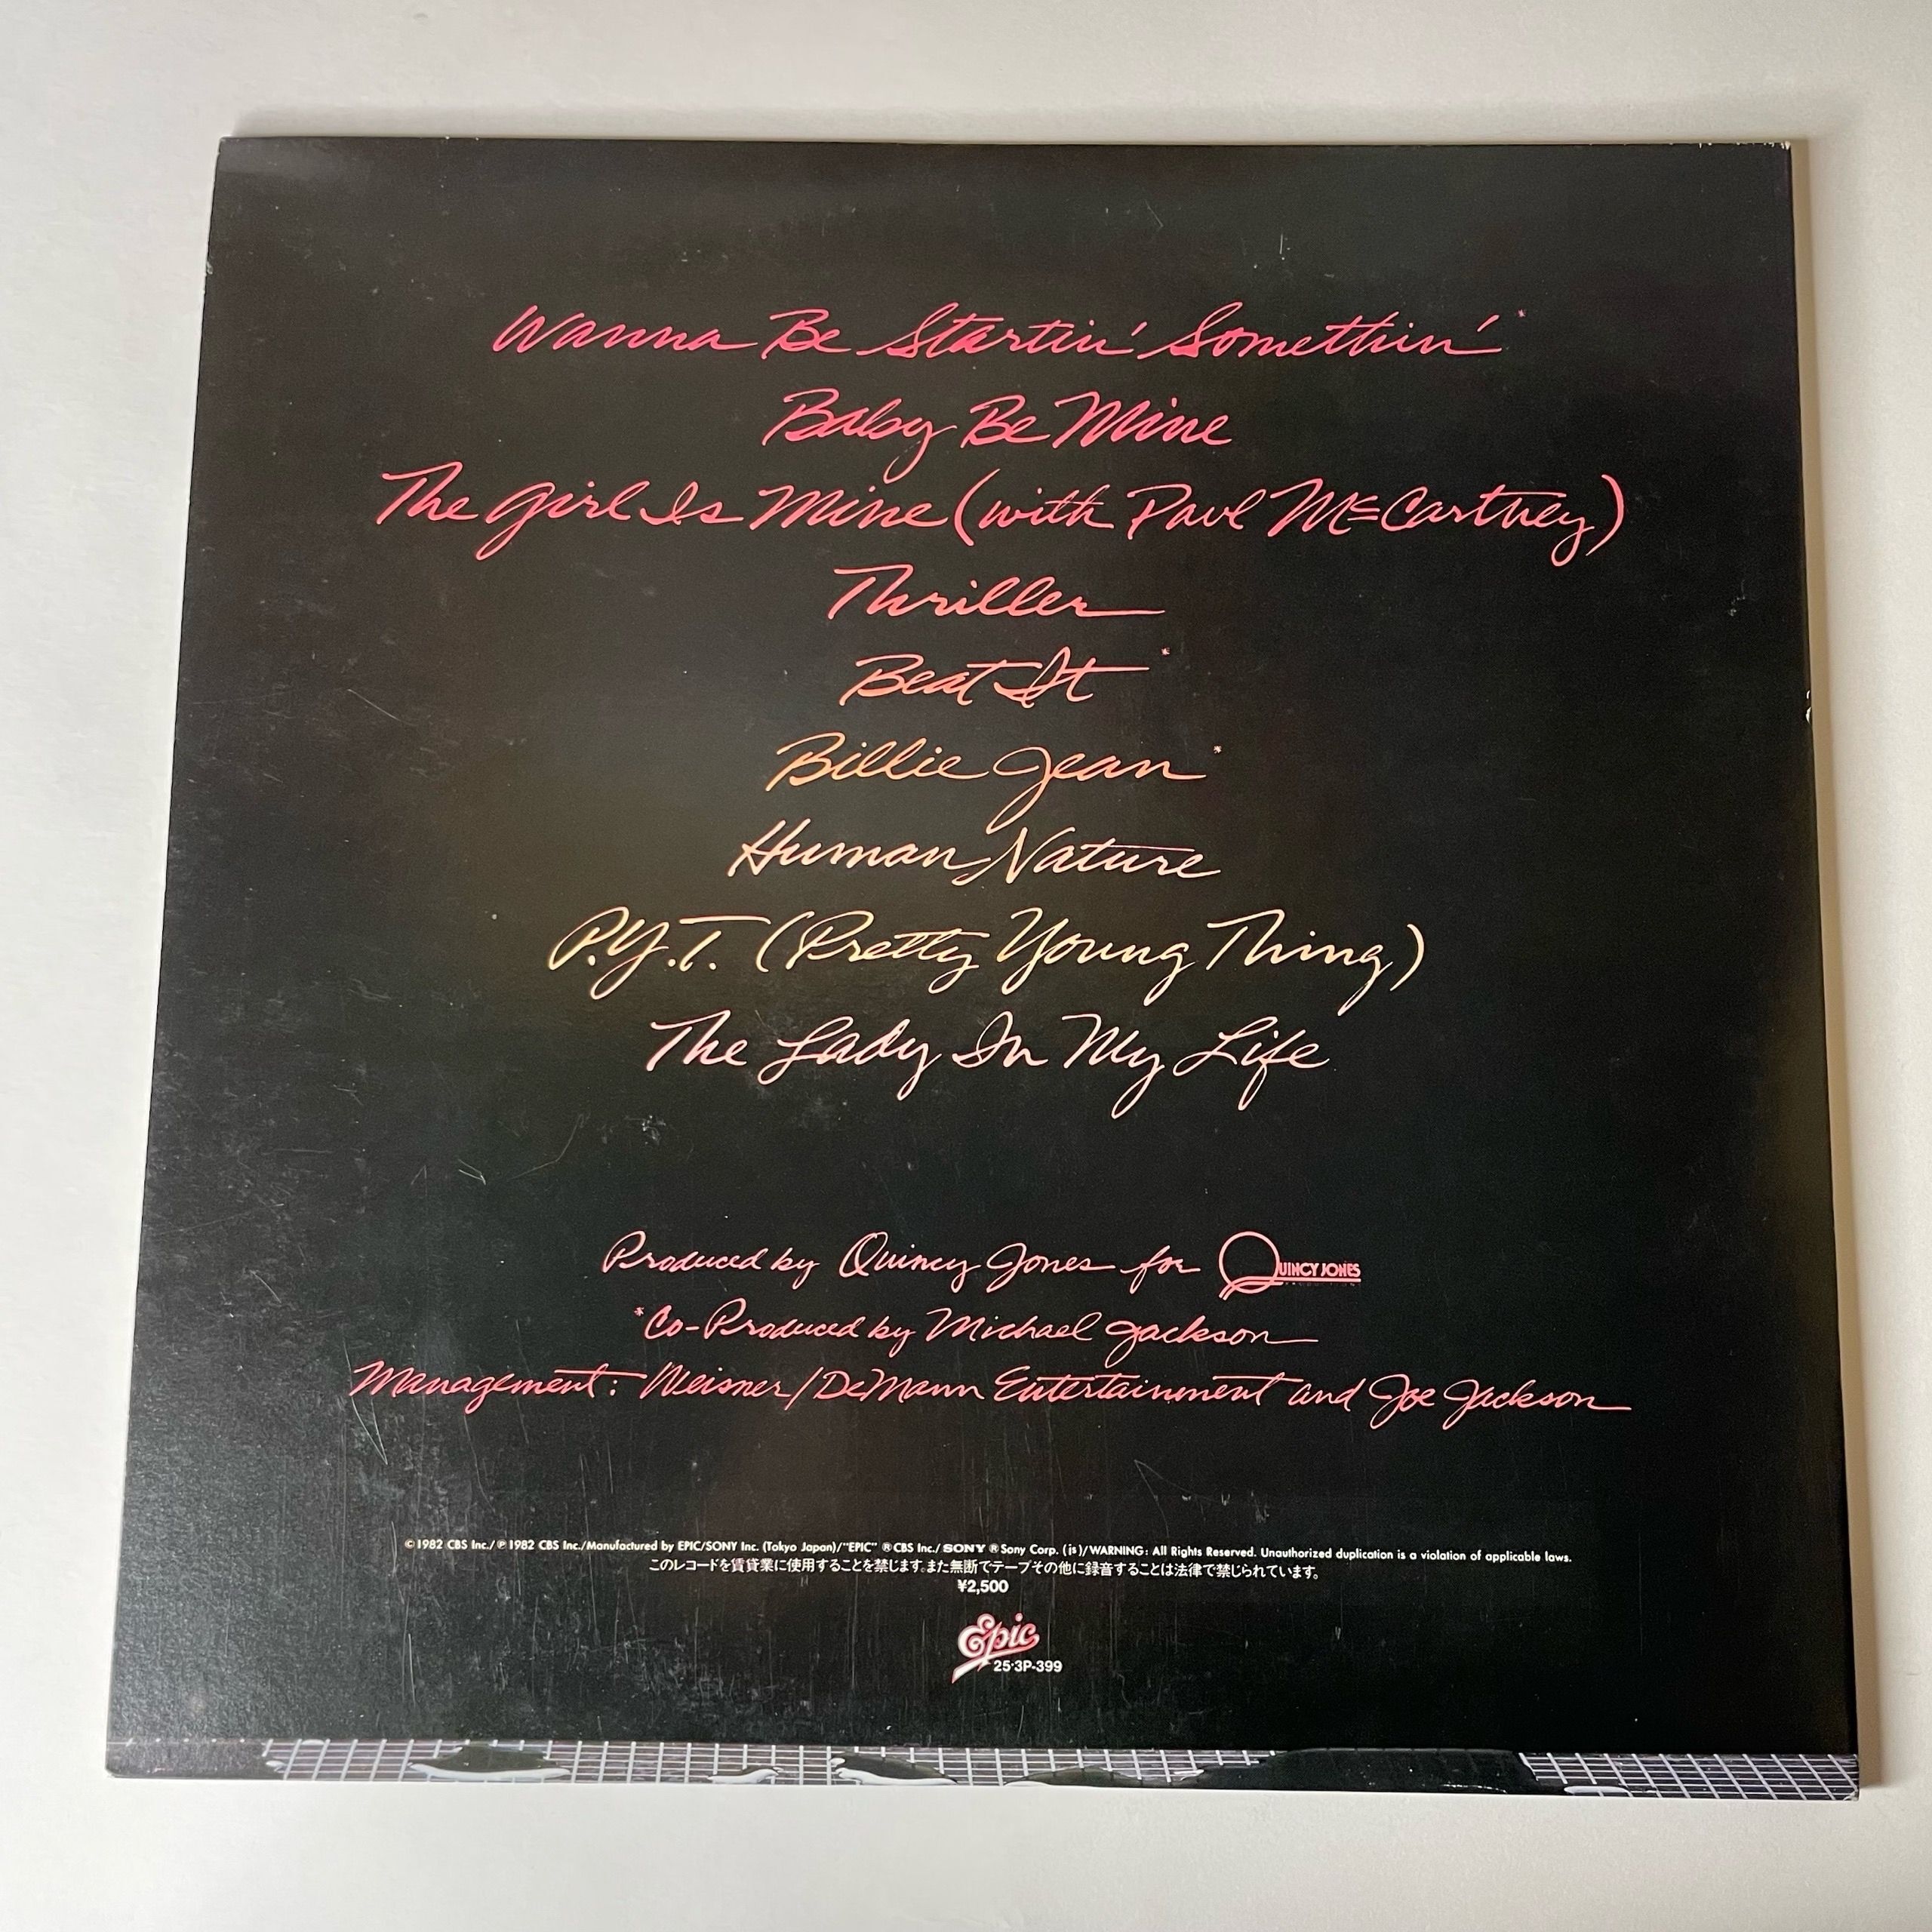 Wanna Be Startin' Somethin'*
Baby Be Mine
The Girl Is Mine (with Paul McCartney)
Thriller
Beat It*
Billie Jean*
Human Nature
P.Y.T. (Pretty Young Thing)
The Lady In My Life
Produced by Quincy Jones for QUINCY JONES
*Co-Produced by Michael Jackson
Management: Weisner/DeMann Entertainment and Joe Jackson
©1982 CBS Inc./℗1982 CBS Inc./Manufactured by EPIC/SONY Inc. (Tokyo Japan)/"EPIC" ®CBS Inc./SONY ®Sony Corp. (js)/WARNING: All Rights Reserved. Unauthorized duplication is a violation of applicable laws.
このレコードを賃貸業に使用することを禁じます。また無断でテープその他に録音することは法律で禁じられています。
¥2,500
Epic
25·3P-399